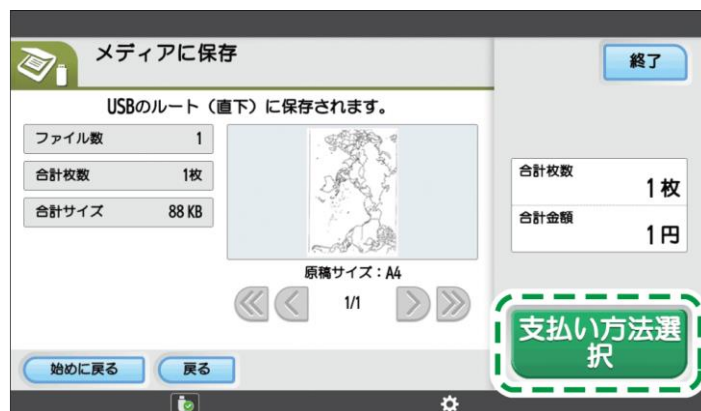 メディアに保存
終了
USBのルート（直下）に保存されます。
ファイル数 1
合計枚数 1枚
合計サイズ 88 KB
原稿サイズ：A4
1/1
合計枚数
1枚
合計金額
1円
支払い方法選
択
始めに戻る
戻る